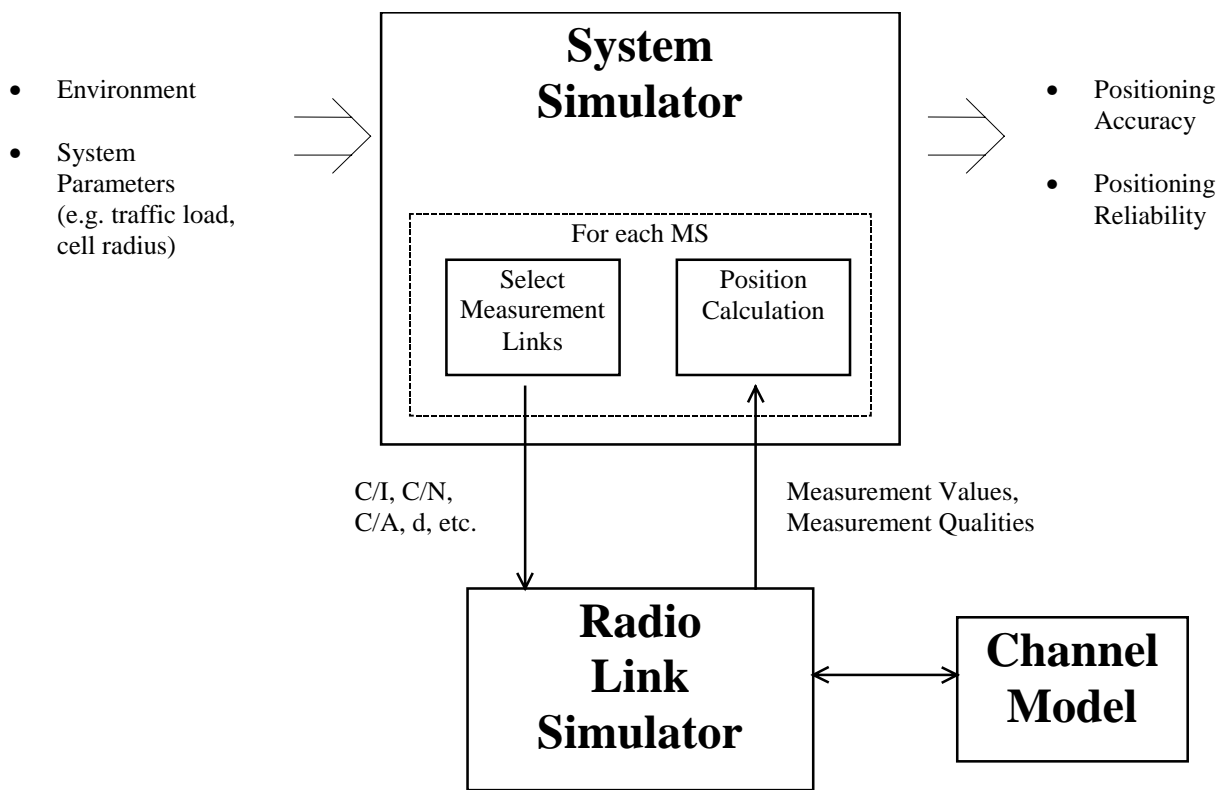 System
Simulator
• Environment
• System
Parameters
(e.g. traffic load,
cell radius)
• Positioning
Accuracy
• Positioning
Reliability
For each MS
Select
Measurement
Links
Position
Calculation
C/I, C/N,
C/A, d, etc.
Measurement Values,
Measurement Qualities
Radio
Link
Simulator
Channel
Model